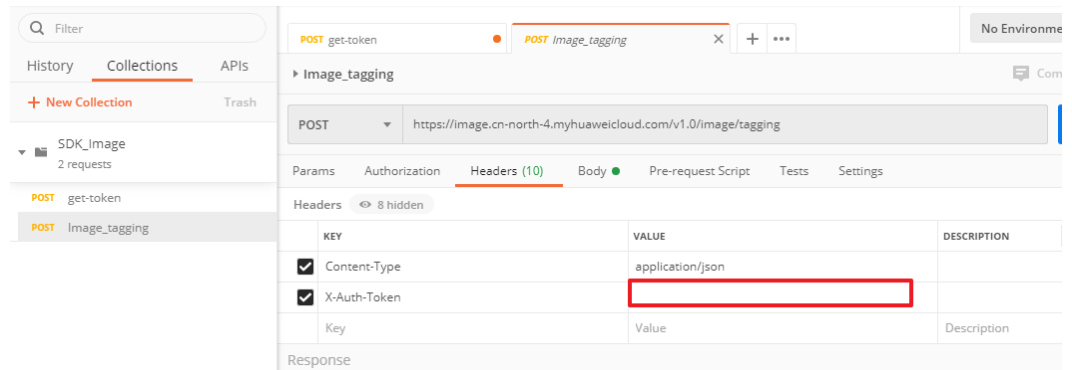 Filter
History Collections APIs
+ New Collection Trash
SDK_Image
2 requests
POST get-token
POST Image_tagging
POST get-token POST Image_tagging
No Environme
Image_tagging
Com
POST https://image.cn-north-4.myhuaweicloud.com/v1.0/image/tagging
Params Authorization Headers (10) Body Pre-request Script Tests Settings
Headers 8 hidden
KEY VALUE DESCRIPTION
Content-Type application/json
X-Auth-Token
Key Value Description
Response